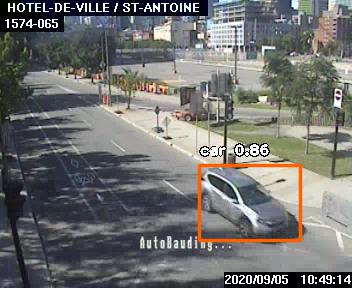 HOTEL-DE-VILLE / ST-ANTOINE
1574-065
car 0.86
AutoBauding...
2020/09/05 10:49:14